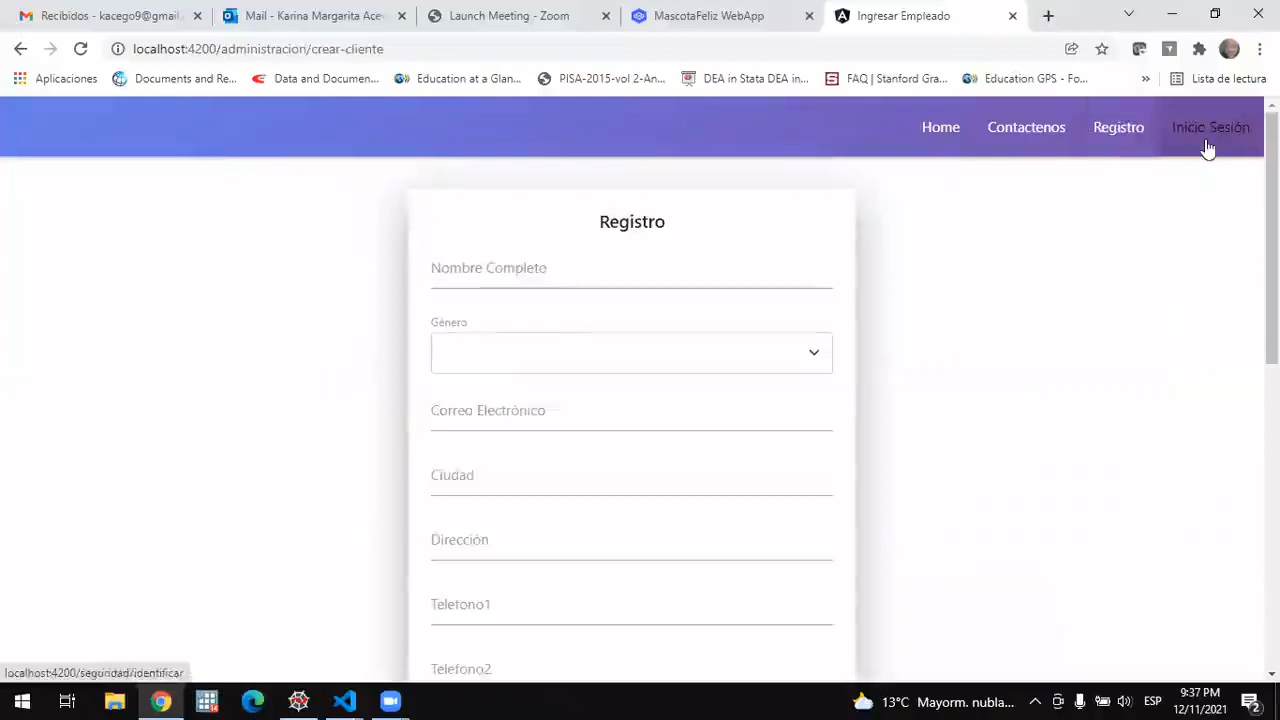 Recibidos - kacego9@gmail.
Mail - Karina Margarita Acev
Launch Meeting - Zoom
MascotaFeliz WebApp
Ingresar Empleado
localhost:4200/administracion/crear-cliente
Aplicaciones
Documents and Re...
Data and Documen...
Education at a Glan...
PISA-2015-vol 2-An...
DEA in Stata DEA in...
FAQ | Stanford Gra...
Education GPS - Fo...
»
Lista de lectura
Home
Contactenos
Registro
Inicio Sesión
Registro
Nombre Completo
Género
Correo Electrónico
Ciudad
Dirección
Telefono1
Telefono2
localhost:4200/seguridad/identificar
13°C Mayorm. nubla...
ESP
9:37 PM
12/11/2021
2